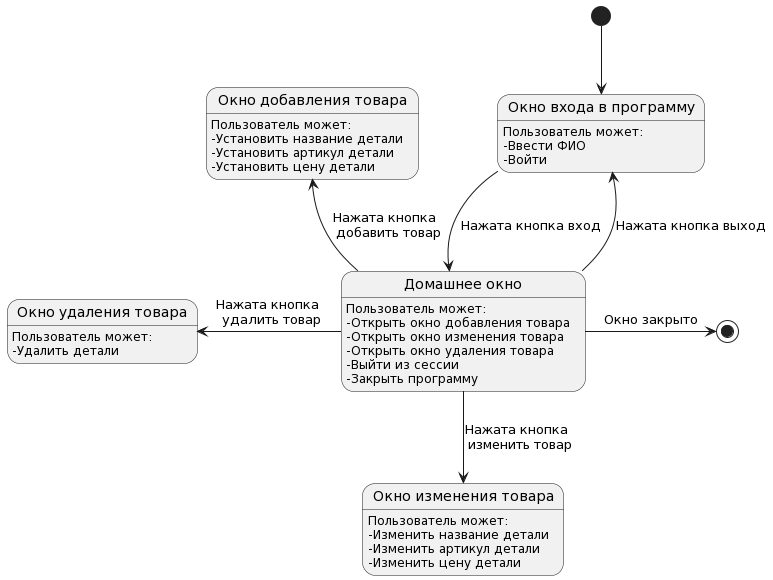 Окно добавления товара
Пользователь может:
-Установить название детали
-Установить артикул детали
-Установить цену детали
Окно входа в программу
Пользователь может:
-Ввести ФИО
-Войти
Нажата кнопка
добавить товар
Нажата кнопка вход
Нажата кнопка выход
Окно удаления товара
Пользователь может:
-Удалить детали
Нажата кнопка
удалить товар
Домашнее окно
Пользователь может:
-Открыть окно добавления товара
-Открыть окно изменения товара
-Открыть окно удаления товара
-Выйти из сессии
-Закрыть программу
Окно закрыто
Нажата кнопка
изменить товар
Окно изменения товара
Пользователь может:
-Изменить название детали
-Изменить артикул детали
-Изменить цену детали